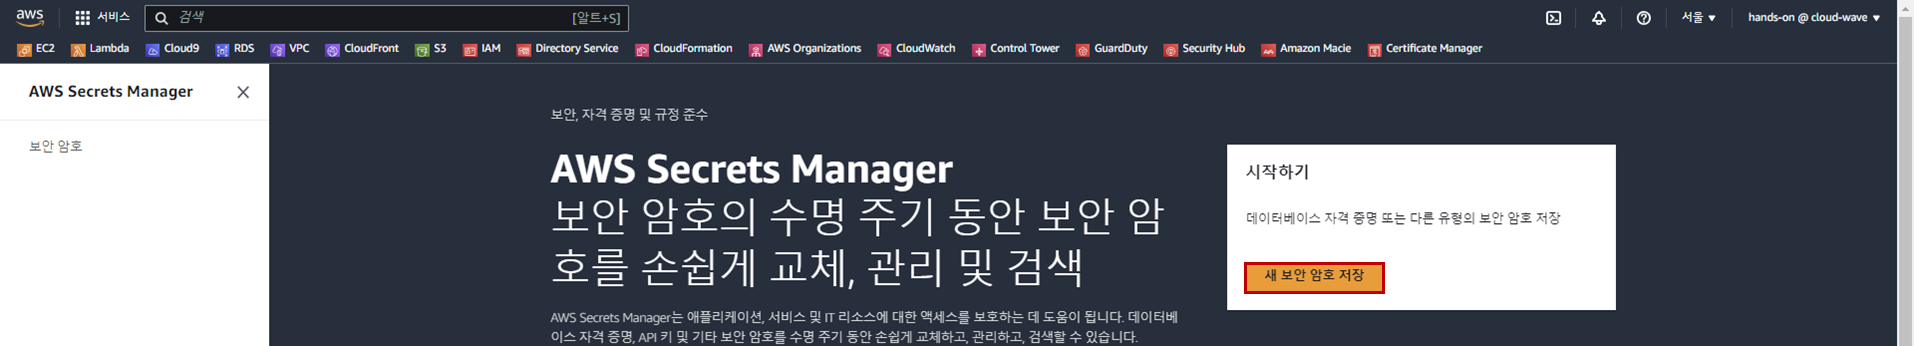 aws 서비스 검색 [알트+S] 서울 ▼ hands-on @ cloud-wave ▼
EC2 Lambda Cloud9 RDS VPC CloudFront S3 IAM Directory Service CloudFormation AWS Organizations CloudWatch Control Tower GuardDuty Security Hub Amazon Macie Certificate Manager
AWS Secrets Manager
보안 암호
보안, 자격 증명 및 규정 준수
AWS Secrets Manager
보안 암호의 수명 주기 동안 보안 암
호를 손쉽게 교체, 관리 및 검색
AWS Secrets Manager는 애플리케이션, 서비스 및 IT 리소스에 대한 액세스를 보호하는 데 도움이 됩니다. 데이터베
이스 자격 증명, API 키 및 기타 보안 암호를 수명 주기 동안 손쉽게 교체하고, 관리하고, 검색할 수 있습니다.
시작하기
데이터베이스 자격 증명 또는 다른 유형의 보안 암호 저장
새 보안 암호 저장